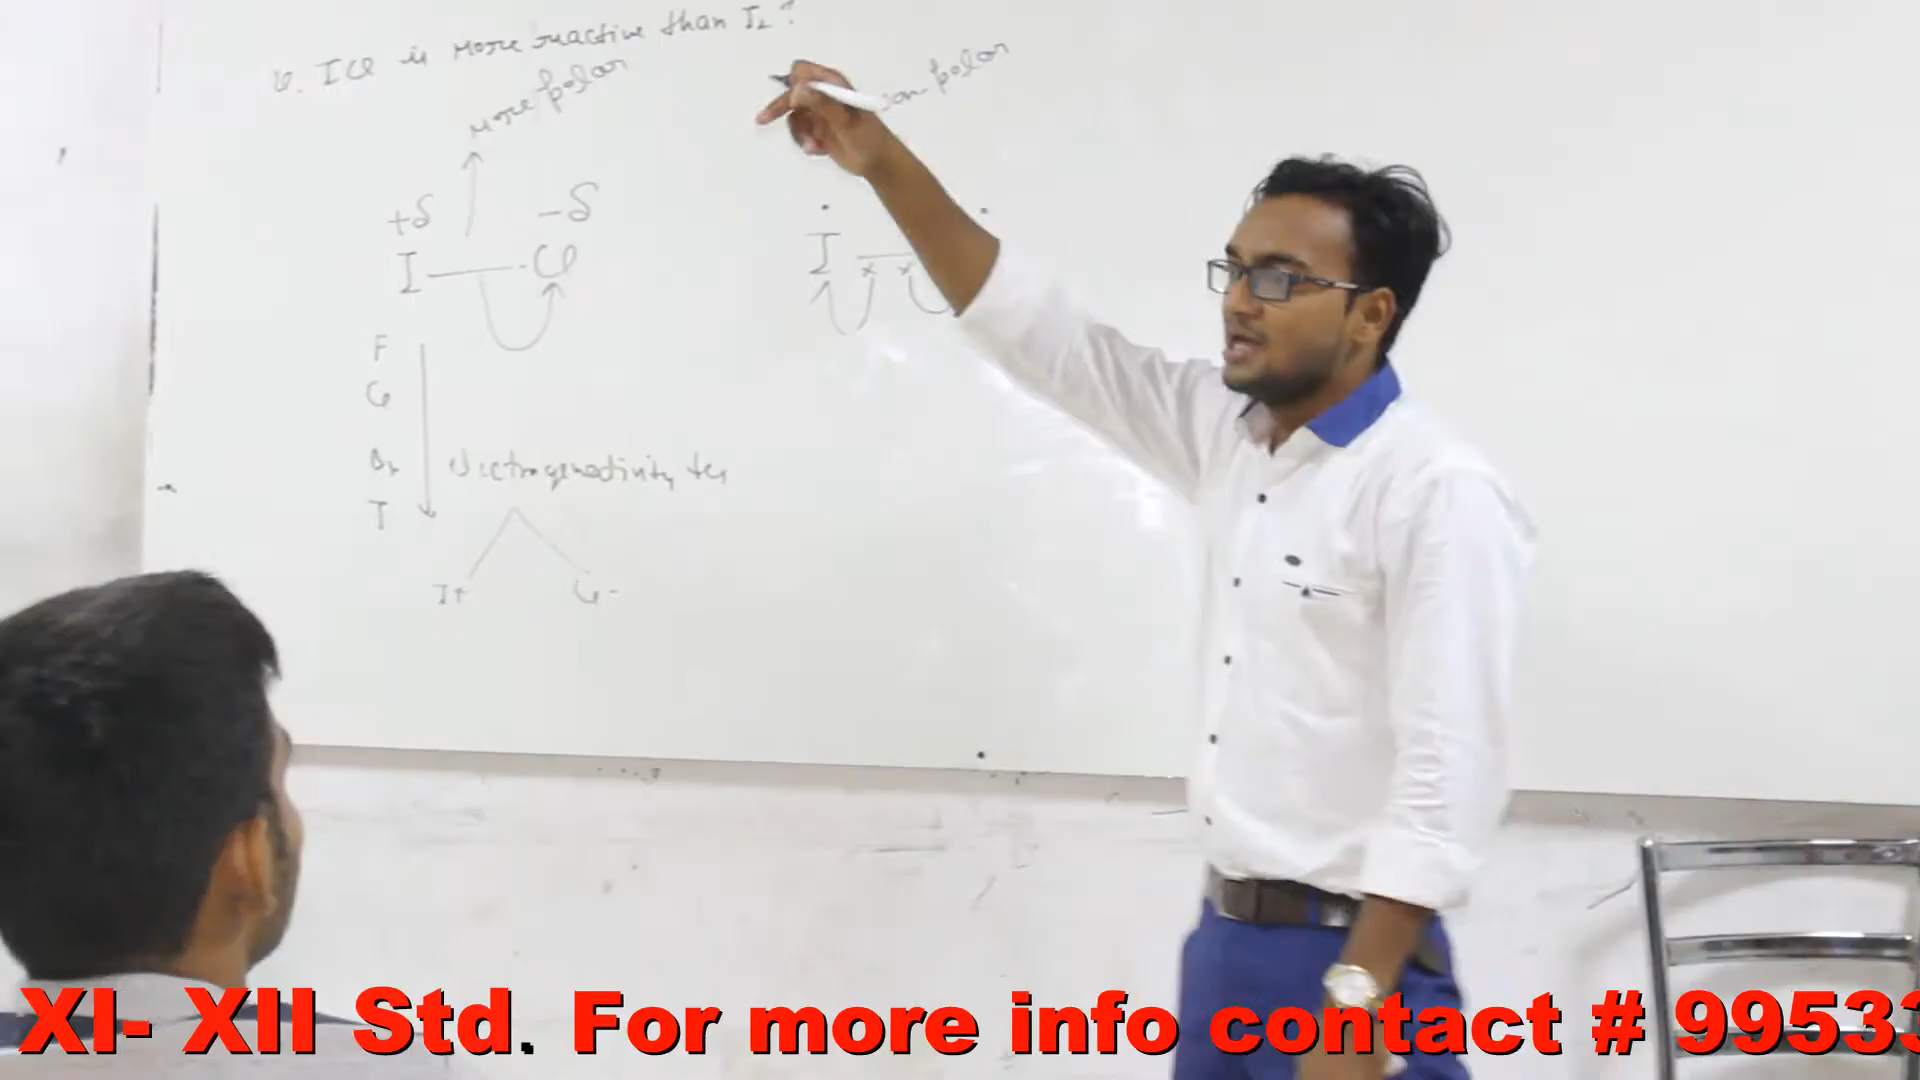 6. ICl is more reactive than I2?
more polar
non polar
+δ -δ
I Cl
I
x x
F
Cl
Br
I
electronegativity
I+ Cl-
XI- XII Std. For more info contact # 9953